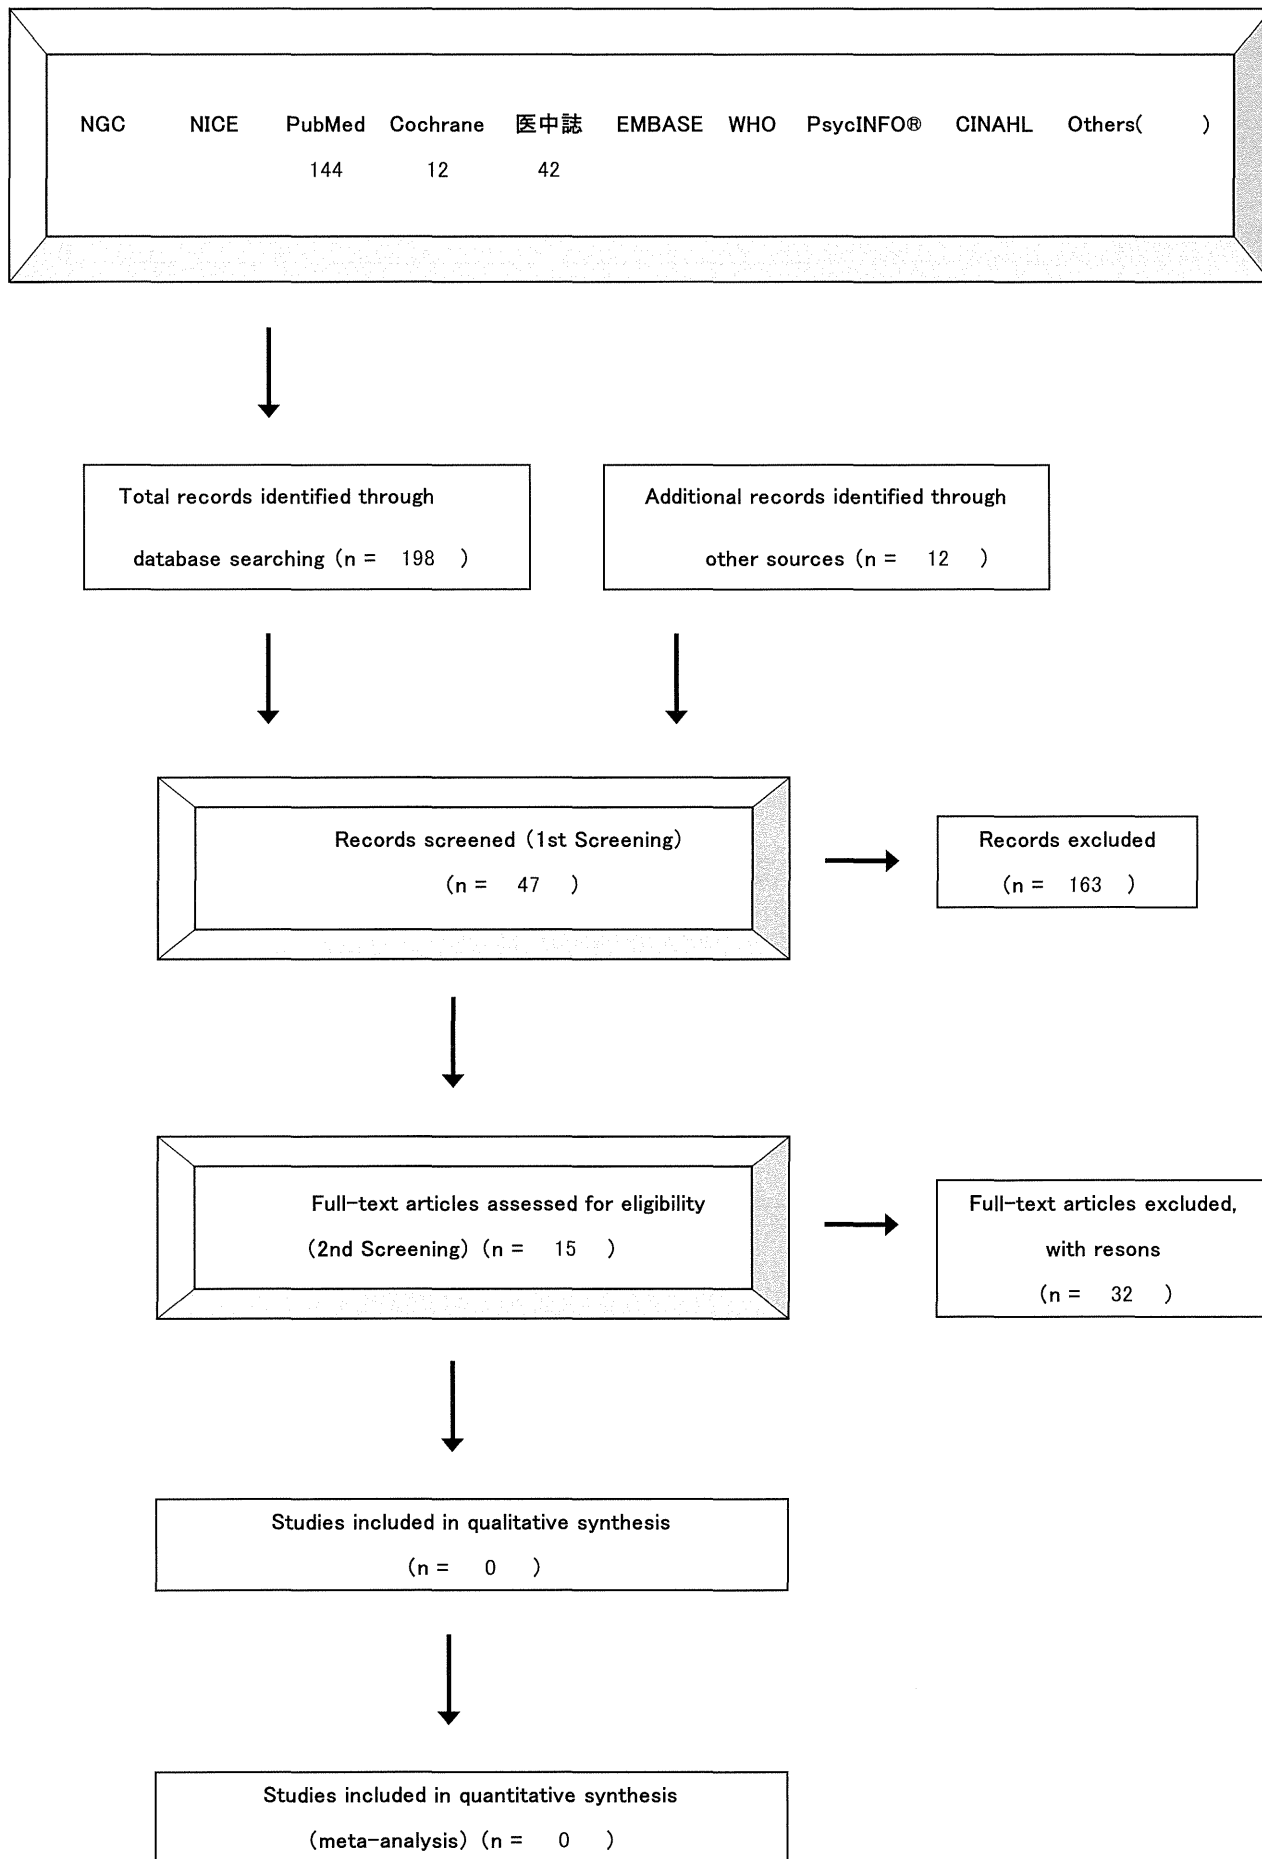 NGC NICE PubMed Cochrane 医中誌 EMBASE WHO PsycINFO® CINAHL Others( )
144 12 42
Total records identified through
database searching (n = 198 )
Additional records identified through
other sources (n = 12 )
Records screened (1st Screening)
(n = 47 )
Records excluded
(n = 163 )
Full-text articles assessed for eligibility
(2nd Screening) (n = 15 )
Full-text articles excluded,
with resons
(n = 32 )
Studies included in qualitative synthesis
(n = 0 )
Studies included in quantitative synthesis
(meta-analysis) (n = 0 )